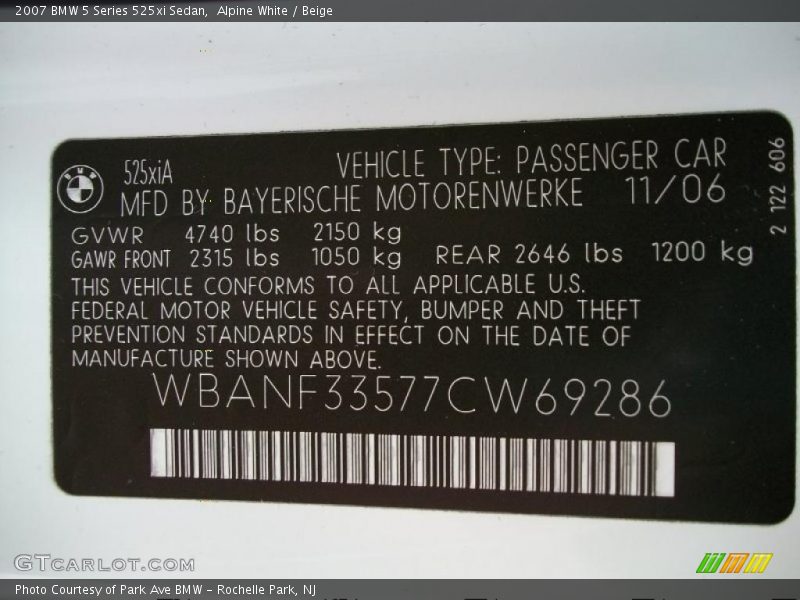 2007 BMW 5 Series 525xi Sedan, Alpine White / Beige
BMW
525xiA
VEHICLE TYPE: PASSENGER CAR
MFD BY BAYERISCHE MOTORENWERKE 11/06
GVWR 4740 lbs 2150 kg
GAWR FRONT 2315 lbs 1050 kg REAR 2646 lbs 1200 kg
THIS VEHICLE CONFORMS TO ALL APPLICABLE U.S.
FEDERAL MOTOR VEHICLE SAFETY, BUMPER AND THEFT
PREVENTION STANDARDS IN EFFECT ON THE DATE OF
MANUFACTURE SHOWN ABOVE.
WBANF33577CW69286
2 122 606
GTCARLOT.COM
Photo Courtesy of Park Ave BMW - Rochelle Park, NJ